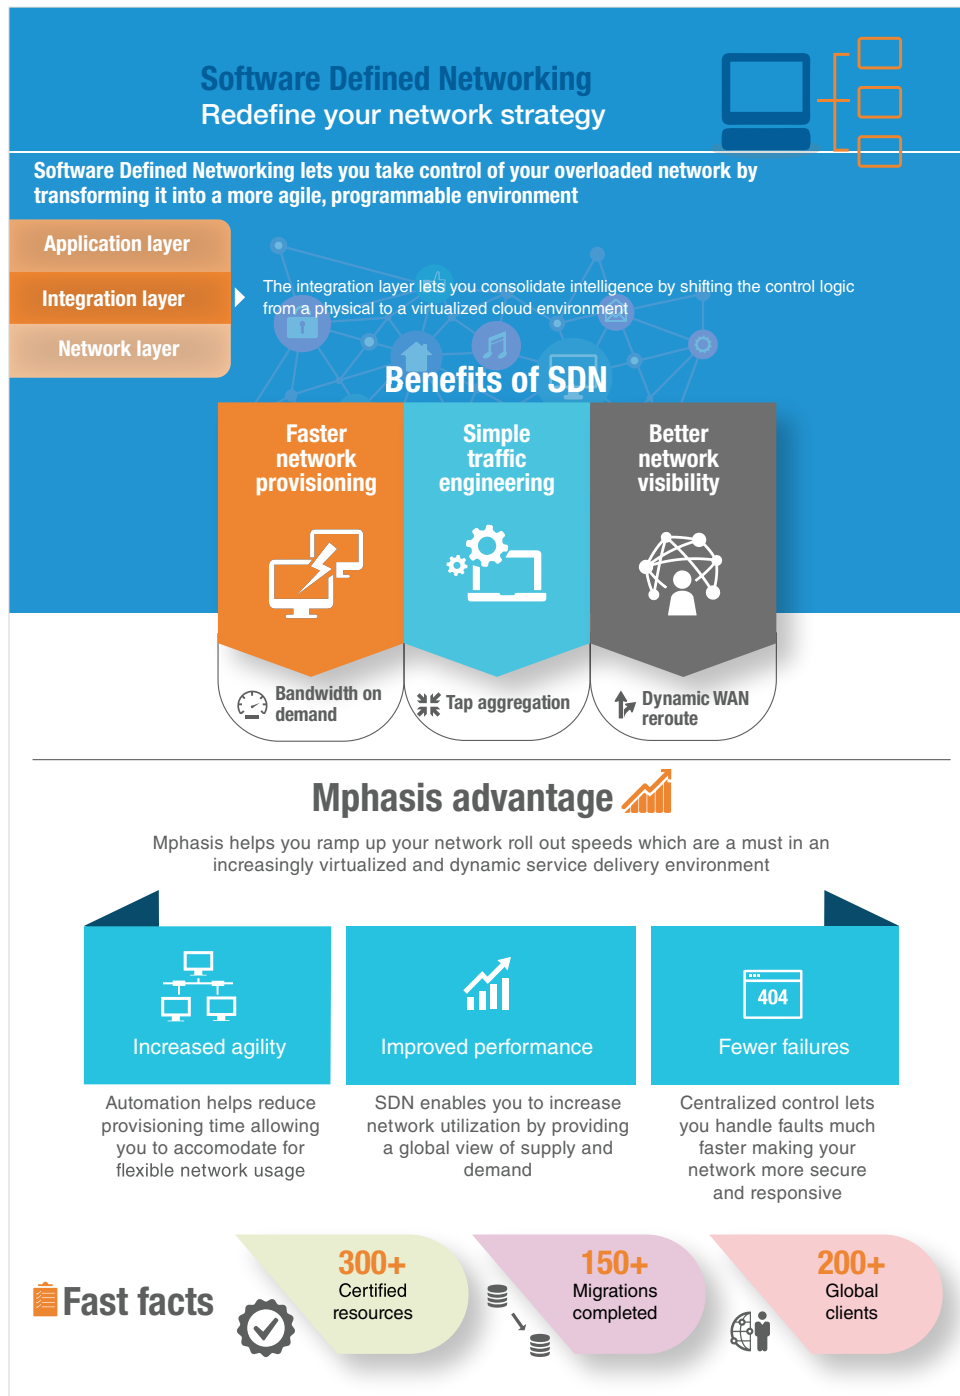 Software Defined Networking
Redefine your network strategy
Software Defined Networking lets you take control of your overloaded network by
transforming it into a more agile, programmable environment
Application layer
Integration layer
Network layer
The integration layer lets you consolidate intelligence by shifting the control logic
from a physical to a virtualized cloud environment
Benefits of SDN
Faster
network
provisioning
Simple
traffic
engineering
Better
network
visibility
Bandwidth on
demand
Tap aggregation
Dynamic WAN
reroute
Mphasis advantage
Mphasis helps you ramp up your network roll out speeds which are a must in an
increasingly virtualized and dynamic service delivery environment
Increased agility
Automation helps reduce
provisioning time allowing
you to accomodate for
flexible network usage
Improved performance
SDN enables you to increase
network utilization by providing
a global view of supply and
demand
404
Fewer failures
Centralized control lets
you handle faults much
faster making your
network more secure
and responsive
Fast facts
300+
Certified
resources
150+
Migrations
completed
200+
Global
clients